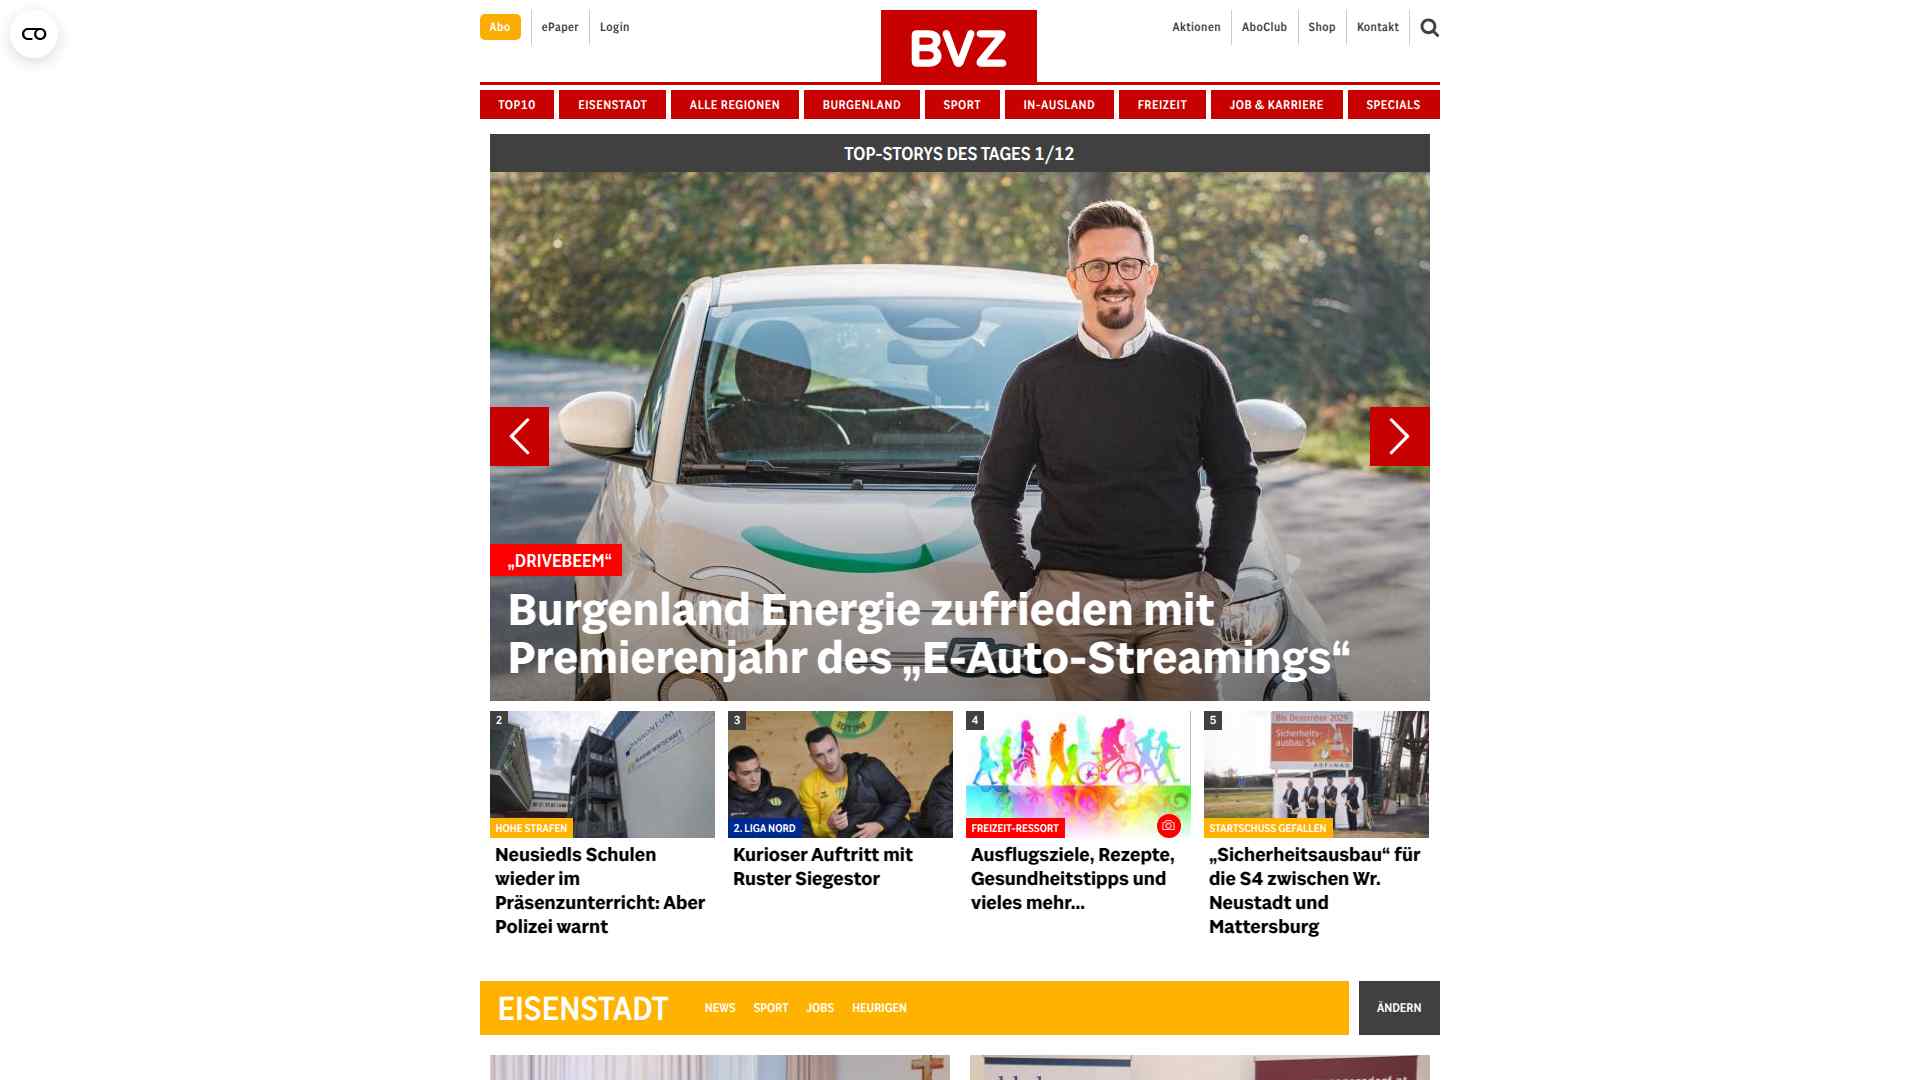 Abo
ePaper
Login
BVZ
Aktionen
AboClub
Shop
Kontakt
TOP10
EISENSTADT
ALLE REGIONEN
BURGENLAND
SPORT
IN-AUSLAND
FREIZEIT
JOB & KARRIERE
SPECIALS
TOP-STORYS DES TAGES 1/12
„DRIVEBEEM“
Burgenland Energie zufrieden mit
Premierenjahr des „E-Auto-Streamings“
2
HOHE STRAFEN
Neusiedls Schulen
wieder im
Präsenzunterricht: Aber
Polizei warnt
3
2. LIGA NORD
Kurioser Auftritt mit
Ruster Siegestor
4
FREIZEIT-RESSORT
Ausflugsziele, Rezepte,
Gesundheitstipps und
vieles mehr...
5
Bis Dezember 2029
Sicherheits-
ausbau S4
ASFINAG
STARTSCHUSS GEFALLEN
„Sicherheitsausbau“ für
die S4 zwischen Wr.
Neustadt und
Mattersburg
EISENSTADT
NEWS
SPORT
JOBS
HEURIGEN
ÄNDERN